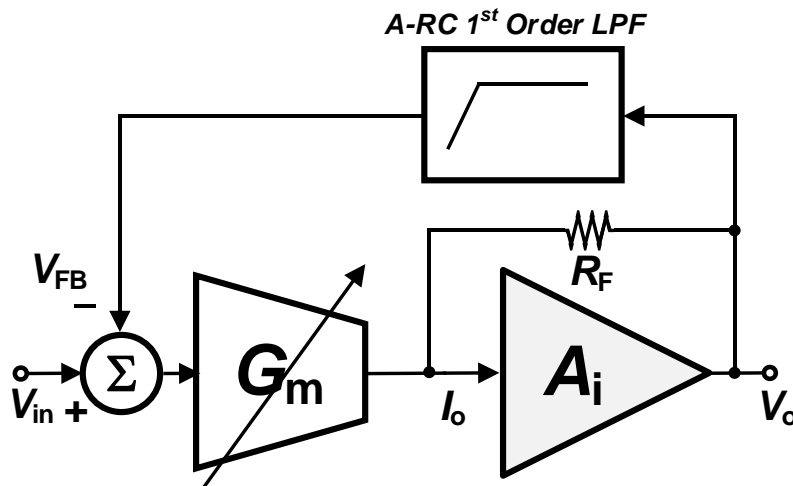 A-RC 1st Order LPF
VFB
−
RF
Σ
Gm
Ai
Vin +
Io
Vo